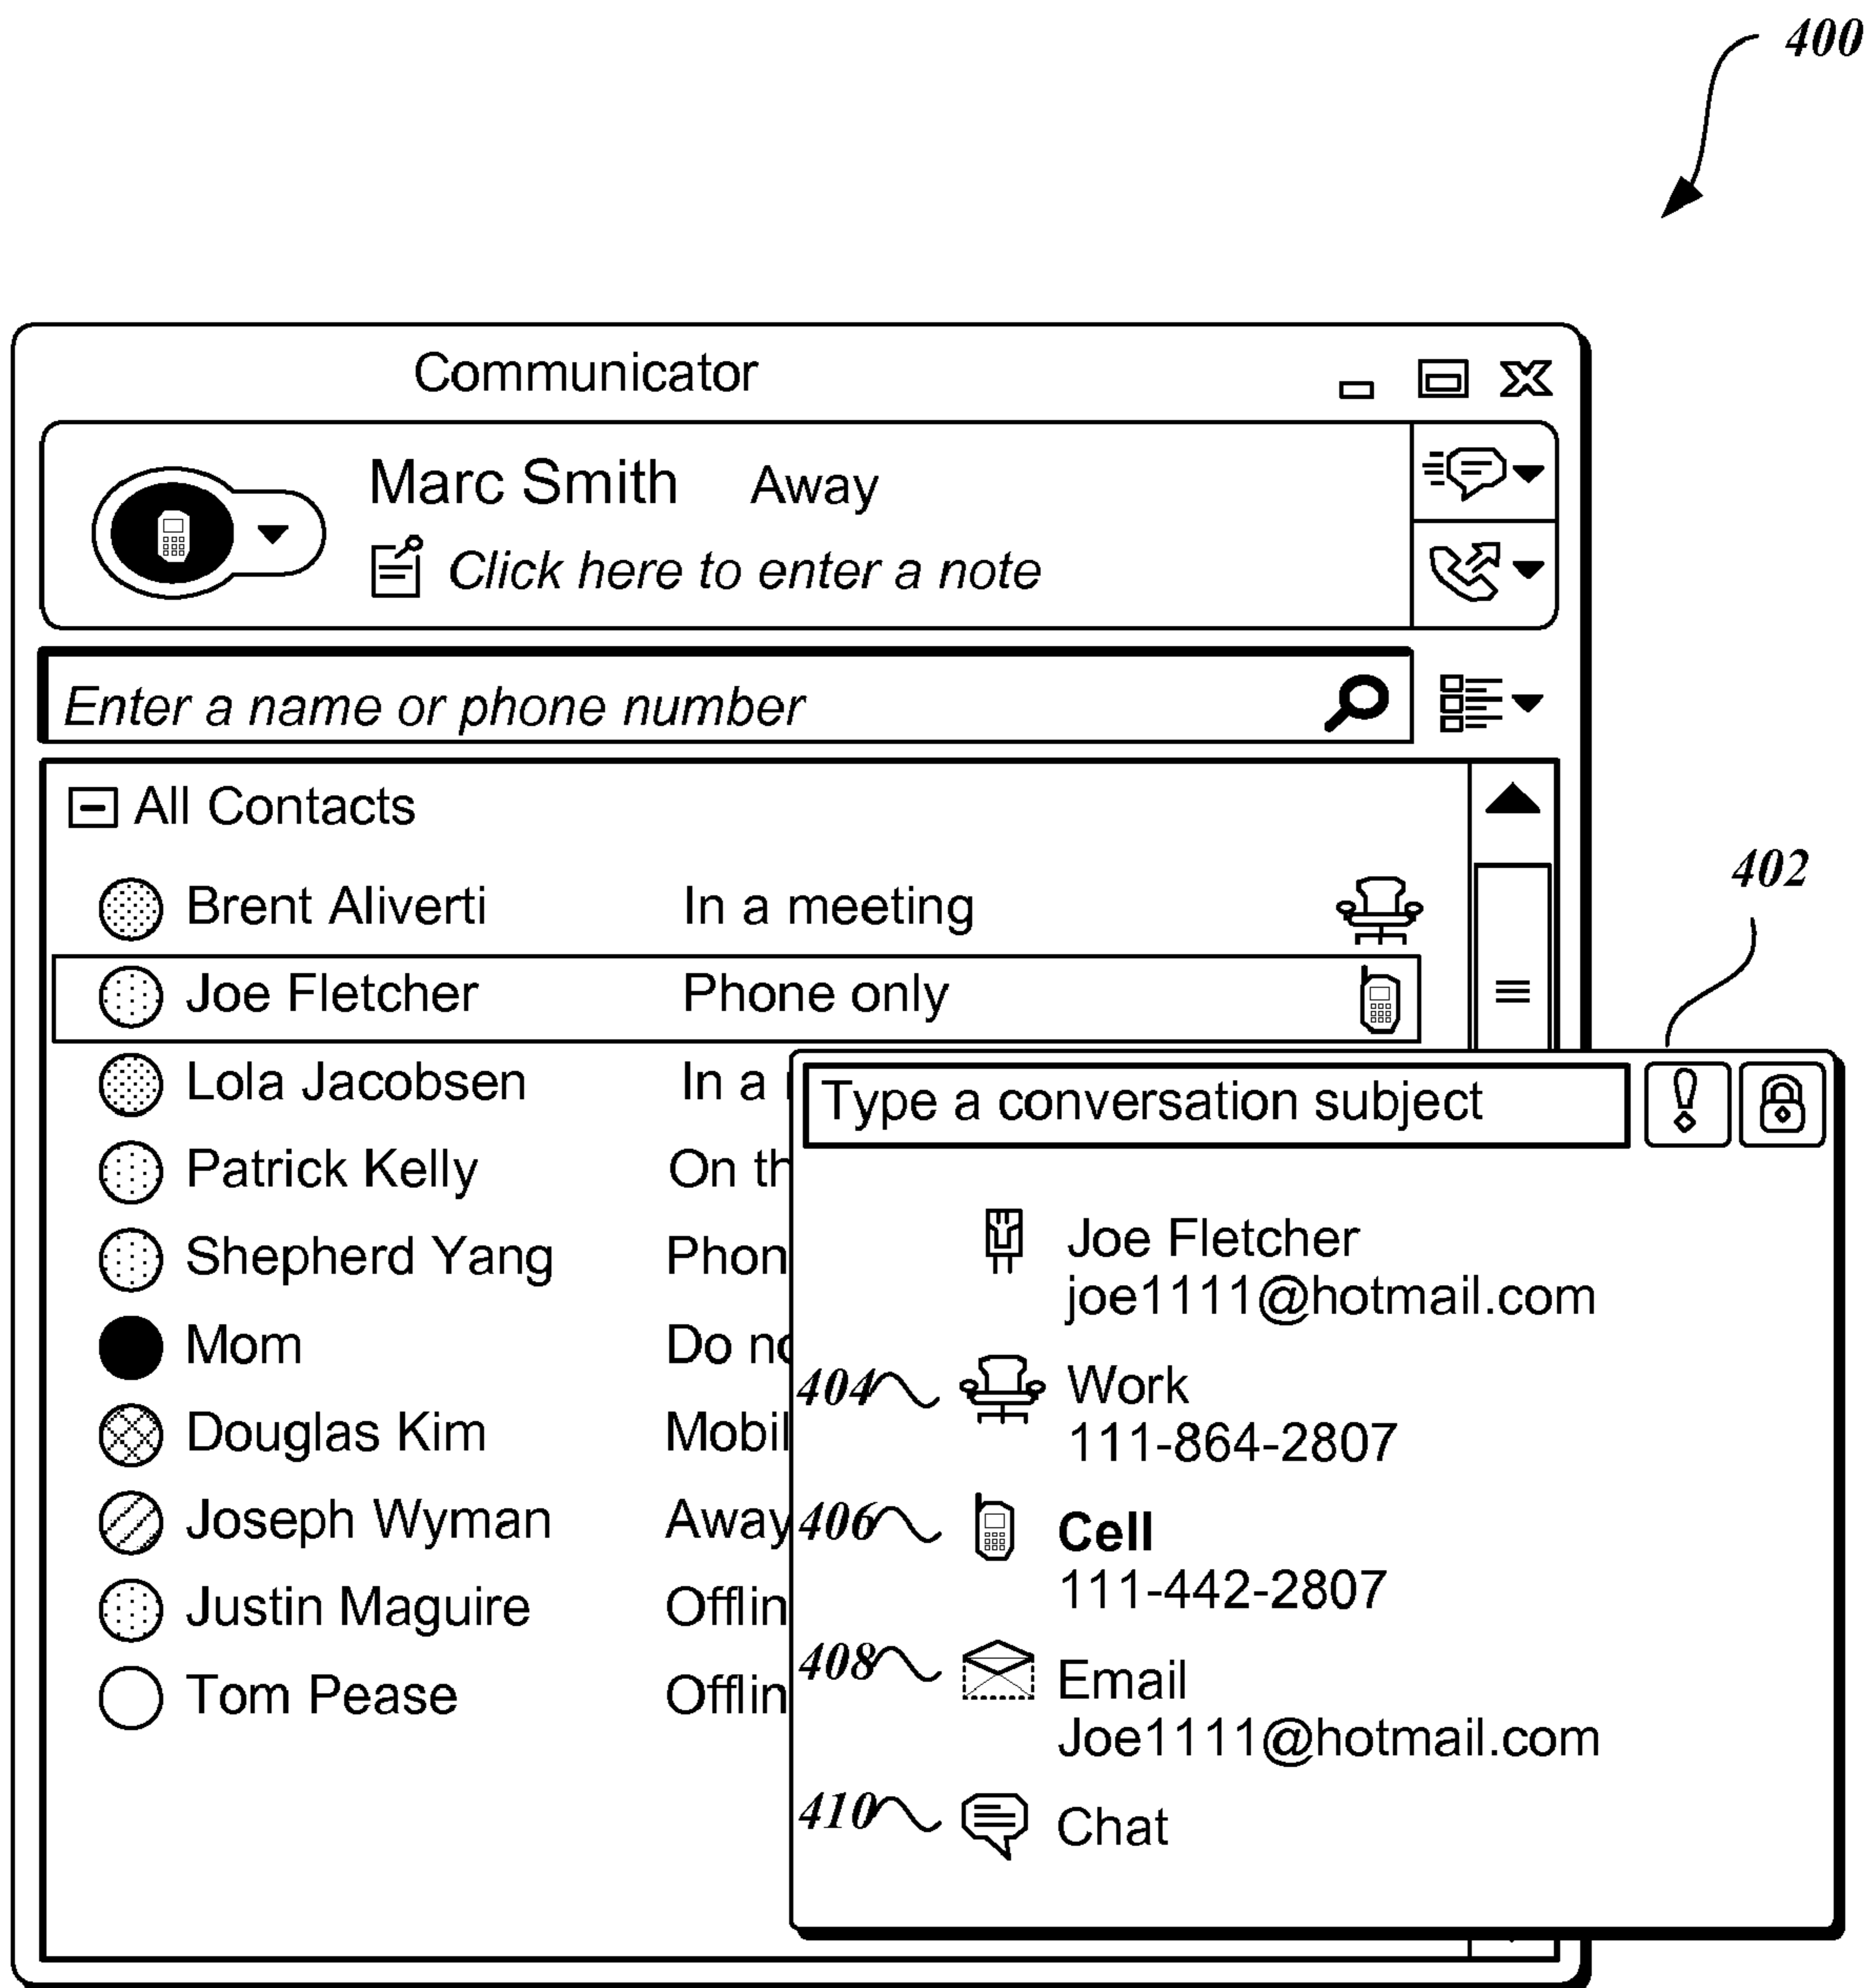 400
Communicator
Marc Smith Away
Click here to enter a note
Enter a name or phone number
All Contacts
Brent Aliverti In a meeting
Joe Fletcher Phone only
402
Lola Jacobsen In a
Type a conversation subject
Patrick Kelly On th
Shepherd Yang Phon
Mom Do no
Douglas Kim Mobil
Joseph Wyman Away
Justin Maguire Offlin
Tom Pease Offlin
Joe Fletcher
joe1111@hotmail.com
404 Work
111-864-2807
406 Cell
111-442-2807
408 Email
Joe1111@hotmail.com
410 Chat